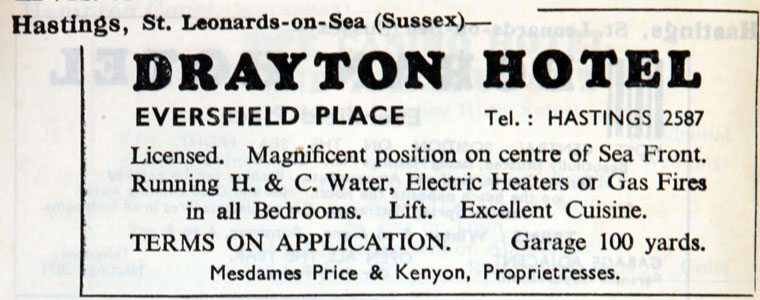 Hastings, St. Leonards-on-Sea (Sussex)—
DRAYTON HOTEL
EVERSFIELD PLACE Tel.: HASTINGS 2587
Licensed. Magnificent position on centre of Sea Front.
Running H. & C. Water, Electric Heaters or Gas Fires
in all Bedrooms. Lift. Excellent Cuisine.
TERMS ON APPLICATION. Garage 100 yards.
Mesdames Price & Kenyon, Proprietresses.